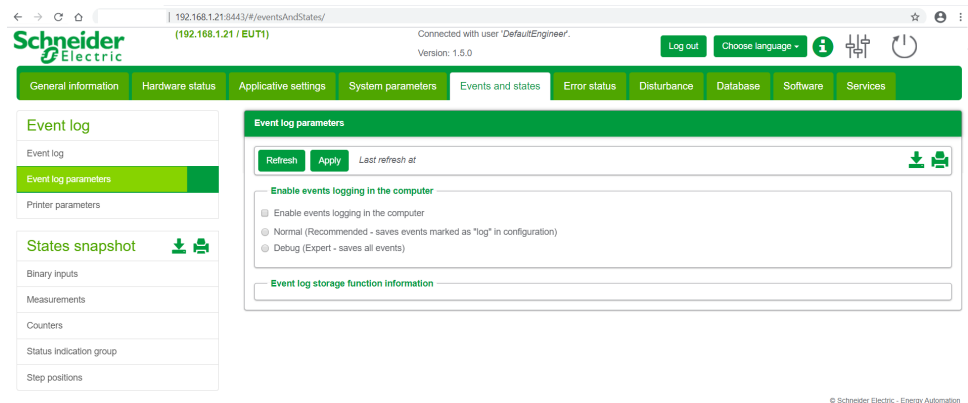 192.168.1.21:8443/#/eventsAndStates/
Schneider
Electric
(192.168.1.21 / EUT1)
Connected with user 'DefaultEngineer'.
Version: 1.5.0
Log out
Choose language
General information
Hardware status
Applicative settings
System parameters
Events and states
Error status
Disturbance
Database
Software
Services
Event log
Event log
Event log parameters
Printer parameters
States snapshot
Binary inputs
Measurements
Counters
Status indication group
Step positions
Event log parameters
Refresh
Apply
Last refresh at
Enable events logging in the computer
Enable events logging in the computer
Normal (Recommended - saves events marked as "log" in configuration)
Debug (Expert - saves all events)
Event log storage function information
© Schneider Electric - Energy Automation